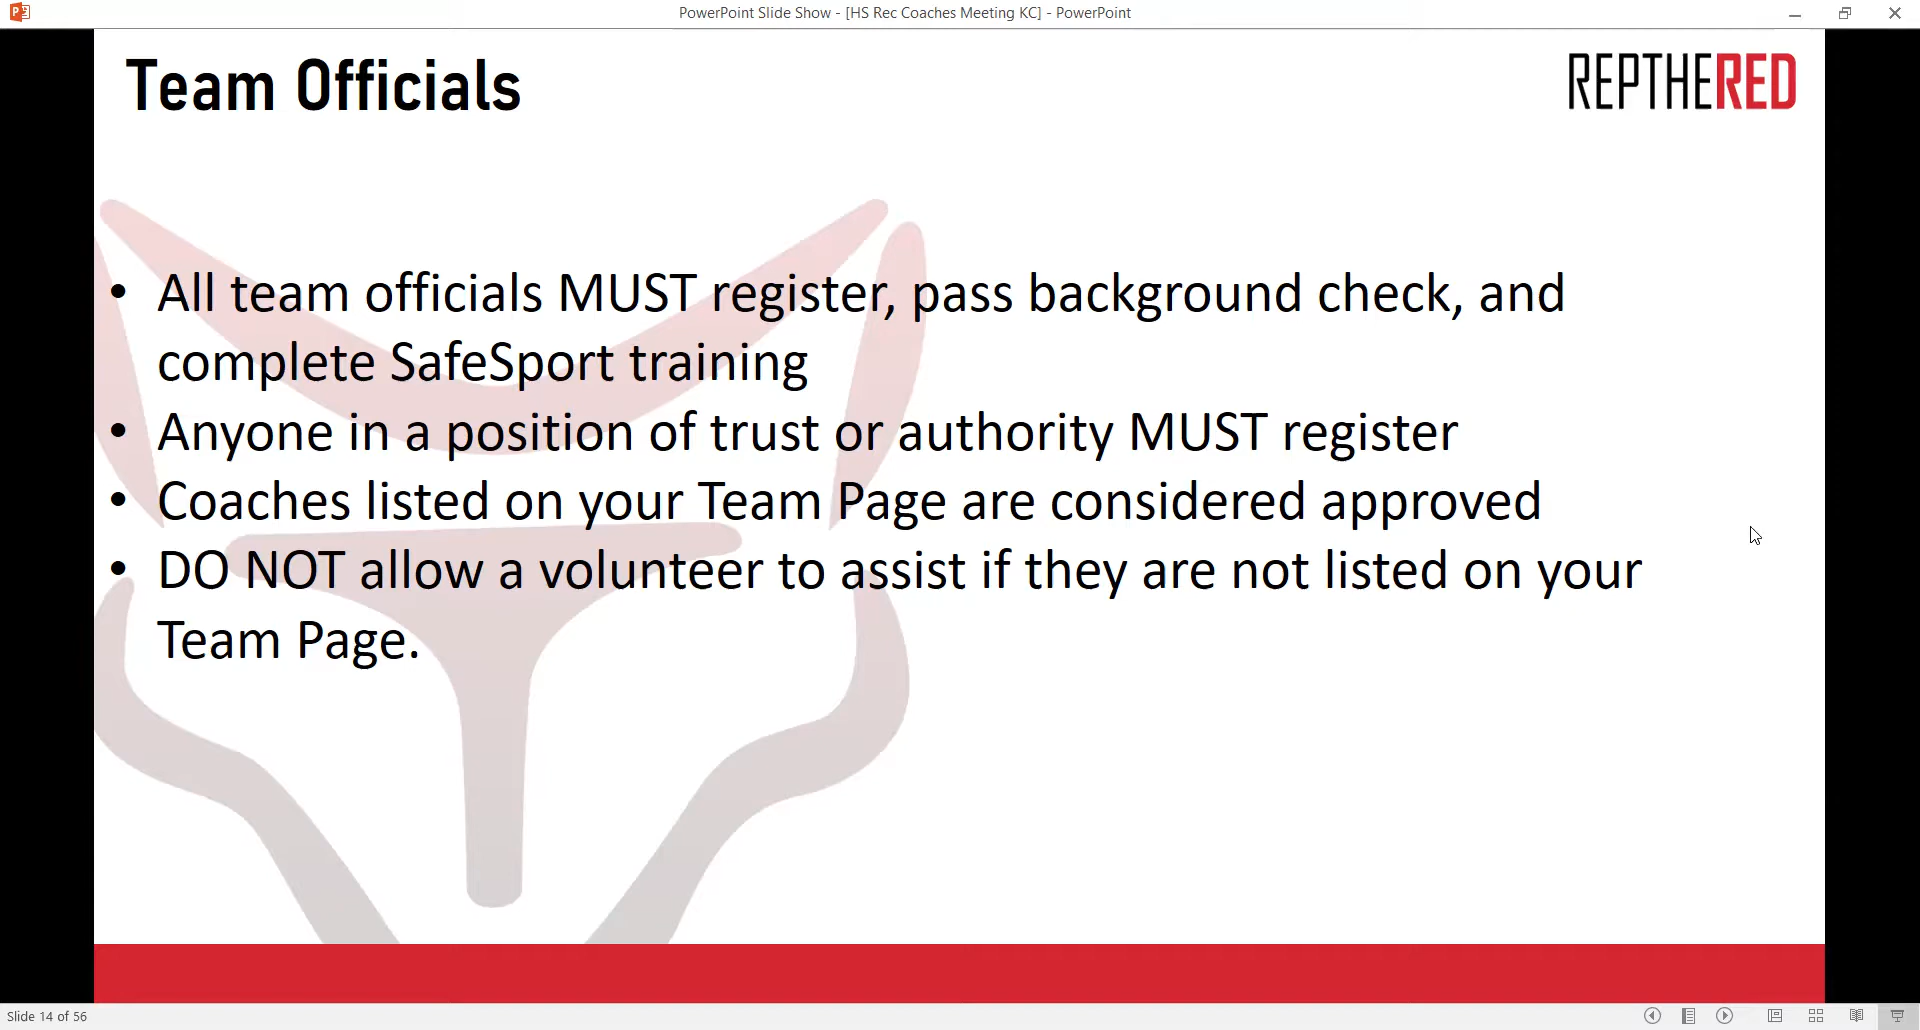 PowerPoint Slide Show - [HS Rec Coaches Meeting KC] - PowerPoint
Team Officials
REPTHERED
• All team officials MUST register, pass background check, and
complete SafeSport training
• Anyone in a position of trust or authority MUST register
• Coaches listed on your Team Page are considered approved
• DO NOT allow a volunteer to assist if they are not listed on your
Team Page.
Slide 14 of 56